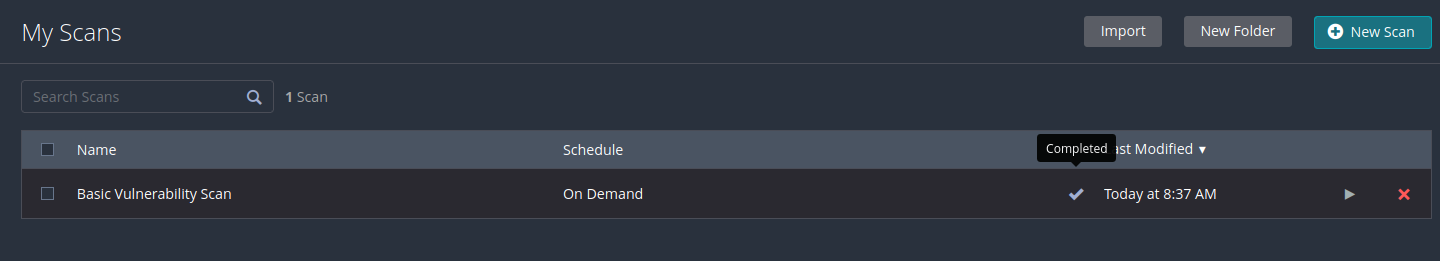 My Scans
Import
New Folder
New Scan
Search Scans
1 Scan
Name
Schedule
Completed
ast Modified ▾
Basic Vulnerability Scan
On Demand
Today at 8:37 AM